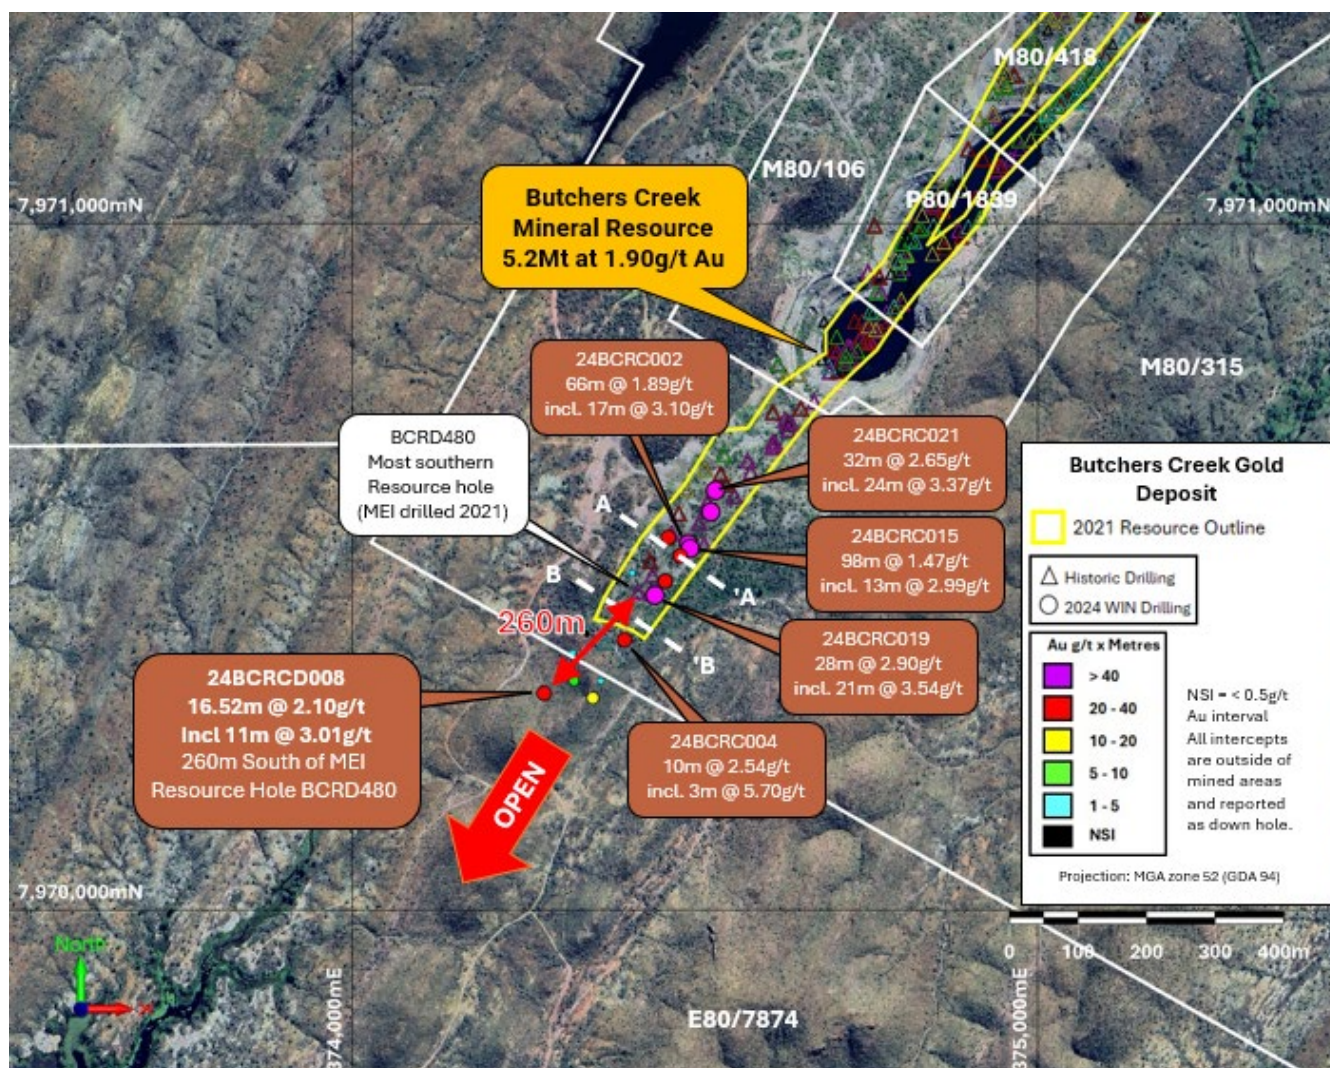 M80/418
M80/106
P80/1839
7,971,000mN
7,971,000mN
Butchers Creek
Mineral Resource
5.2Mt at 1.90g/t Au
M80/315
24BCRC002
66m @ 1.89g/t
incl. 17m @ 3.10g/t
BCRD480
Most southern
Resource hole
(MEI drilled 2021)
24BCRC021
32m @ 2.65g/t
incl. 24m @ 3.37g/t
A
24BCRC015
98m @ 1.47g/t
incl. 13m @ 2.99g/t
B
'A
260m
24BCRC019
28m @ 2.90g/t
incl. 21m @ 3.54g/t
'B
24BCRCD008
16.52m @ 2.10g/t
Incl 11m @ 3.01g/t
260m South of MEI
Resource Hole BCRD480
24BCRC004
10m @ 2.54g/t
incl. 3m @ 5.70g/t
OPEN
Butchers Creek Gold
Deposit
2021 Resource Outline
Historic Drilling
2024 WIN Drilling
Au g/t x Metres
> 40
20 - 40
10 - 20
5 - 10
1 - 5
NSI
NSI = < 0.5g/t
Au interval
All intercepts
are outside of
mined areas
and reported
as down hole.
Projection: MGA zone 52 (GDA 94)
7,970,000mN
0 100 200 300 400m
North
374,000mE
375,000mE
E80/7874